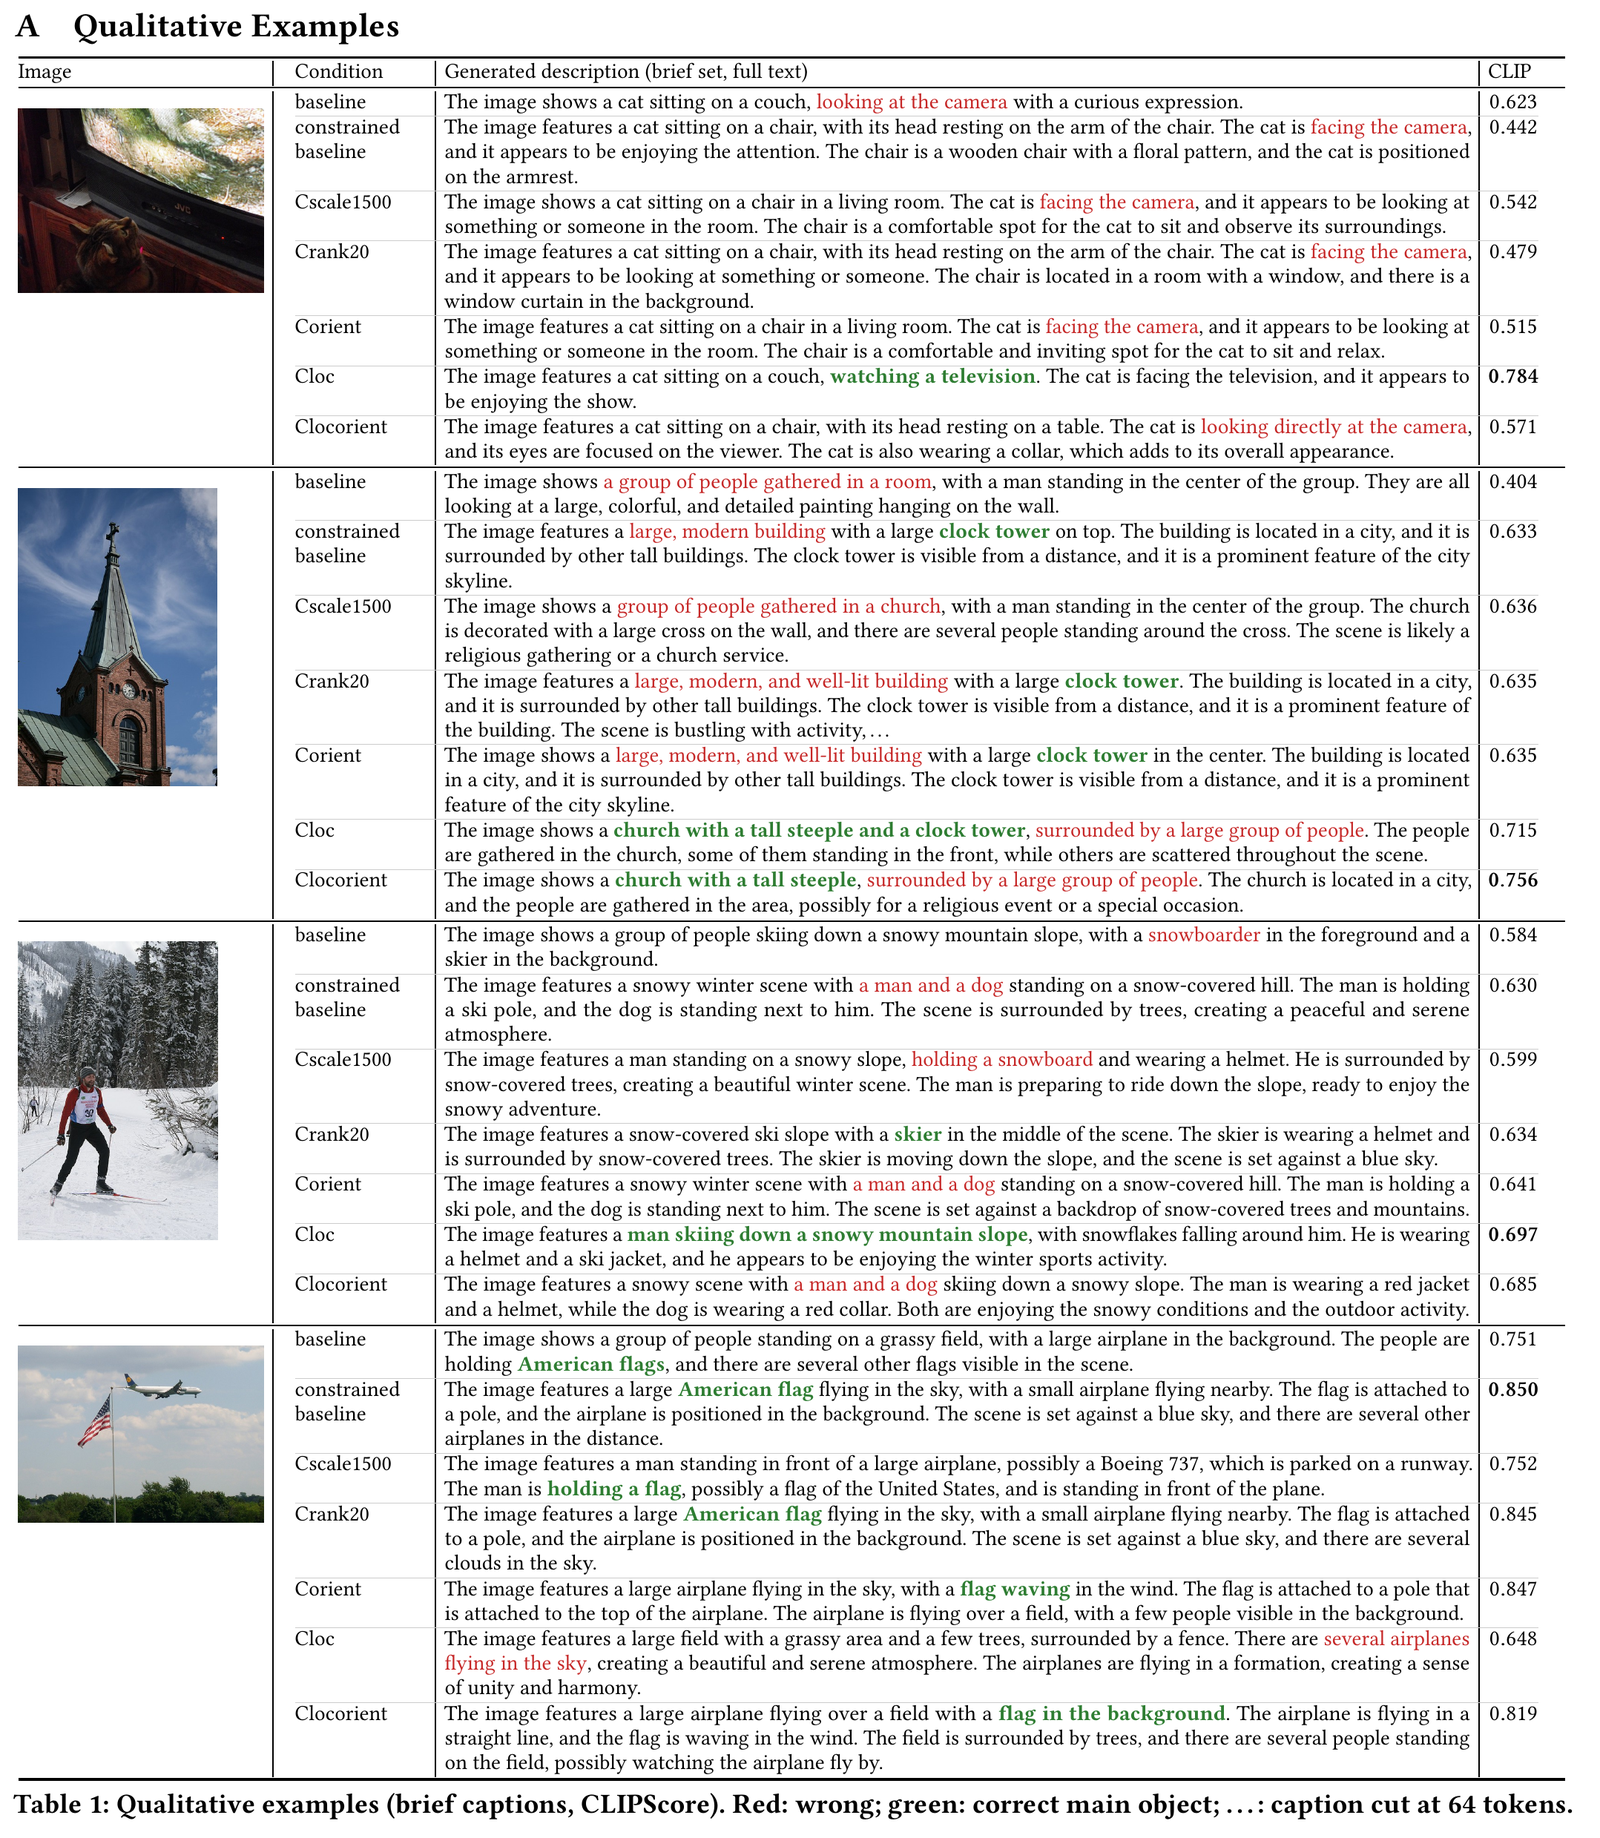 A Qualitative Examples
Image Condition Generated description (brief set, full text) CLIP
baseline The image shows a cat sitting on a couch, looking at the camera with a curious expression. 0.623
constrained The image features a cat sitting on a chair, with its head resting on the arm of the chair. The cat is facing the camera, 0.442
baseline and it appears to be enjoying the attention. The chair is a wooden chair with a floral pattern, and the cat is positioned
on the armrest.
JVC
Cscale1500 The image shows a cat sitting on a chair in a living room. The cat is facing the camera, and it appears to be looking at 0.542
something or someone in the room. The chair is a comfortable spot for the cat to sit and observe its surroundings.
Crank20 The image features a cat sitting on a chair, with its head resting on the arm of the chair. The cat is facing the camera, 0.479
and it appears to be looking at something or someone. The chair is located in a room with a window, and there is a
window curtain in the background.
Corient The image features a cat sitting on a chair in a living room. The cat is facing the camera, and it appears to be looking at 0.515
something or someone in the room. The chair is a comfortable and inviting spot for the cat to sit and relax.
Cloc The image features a cat sitting on a couch, watching a television. The cat is facing the television, and it appears to 0.784
be enjoying the show.
Clocorient The image features a cat sitting on a chair, with its head resting on a table. The cat is looking directly at the camera, 0.571
and its eyes are focused on the viewer. The cat is also wearing a collar, which adds to its overall appearance.
baseline The image shows a group of people gathered in a room, with a man standing in the center of the group. They are all 0.404
looking at a large, colorful, and detailed painting hanging on the wall.
constrained The image features a large, modern building with a large clock tower on top. The building is located in a city, and it is 0.633
baseline surrounded by other tall buildings. The clock tower is visible from a distance, and it is a prominent feature of the city
skyline.
Cscale1500 The image shows a group of people gathered in a church, with a man standing in the center of the group. The church 0.636
is decorated with a large cross on the wall, and there are several people standing around the cross. The scene is likely a
religious gathering or a church service.
Crank20 The image features a large, modern, and well-lit building with a large clock tower. The building is located in a city, 0.635
and it is surrounded by other tall buildings. The clock tower is visible from a distance, and it is a prominent feature of
the building. The scene is bustling with activity, ...
Corient The image shows a large, modern, and well-lit building with a large clock tower in the center. The building is located 0.635
in a city, and it is surrounded by other tall buildings. The clock tower is visible from a distance, and it is a prominent
feature of the city skyline.
Cloc The image shows a church with a tall steeple and a clock tower, surrounded by a large group of people. The people 0.715
are gathered in the church, some of them standing in the front, while others are scattered throughout the scene.
Clocorient The image shows a church with a tall steeple, surrounded by a large group of people. The church is located in a city, 0.756
and the people are gathered in the area, possibly for a religious event or a special occasion.
baseline The image shows a group of people skiing down a snowy mountain slope, with a snowboarder in the foreground and a 0.584
skier in the background.
constrained The image features a snowy winter scene with a man and a dog standing on a snow-covered hill. The man is holding 0.630
baseline a ski pole, and the dog is standing next to him. The scene is surrounded by trees, creating a peaceful and serene
atmosphere.
Cscale1500 The image features a man standing on a snowy slope, holding a snowboard and wearing a helmet. He is surrounded by 0.599
snow-covered trees, creating a beautiful winter scene. The man is preparing to ride down the slope, ready to enjoy the
snowy adventure.
Crank20 The image features a snow-covered ski slope with a skier in the middle of the scene. The skier is wearing a helmet and 0.634
is surrounded by snow-covered trees. The skier is moving down the slope, and the scene is set against a blue sky.
Corient The image features a snowy winter scene with a man and a dog standing on a snow-covered hill. The man is holding a 0.641
ski pole, and the dog is standing next to him. The scene is set against a backdrop of snow-covered trees and mountains.
Cloc The image features a man skiing down a snowy mountain slope, with snowflakes falling around him. He is wearing 0.697
a helmet and a ski jacket, and he appears to be enjoying the winter sports activity.
Clocorient The image features a snowy scene with a man and a dog skiing down a snowy slope. The man is wearing a red jacket 0.685
and a helmet, while the dog is wearing a red collar. Both are enjoying the snowy conditions and the outdoor activity.
baseline The image shows a group of people standing on a grassy field, with a large airplane in the background. The people are 0.751
holding American flags, and there are several other flags visible in the scene.
constrained The image features a large American flag flying in the sky, with a small airplane flying nearby. The flag is attached to 0.850
baseline a pole, and the airplane is positioned in the background. The scene is set against a blue sky, and there are several other
airplanes in the distance.
Cscale1500 The image features a man standing in front of a large airplane, possibly a Boeing 737, which is parked on a runway. 0.752
The man is holding a flag, possibly a flag of the United States, and is standing in front of the plane.
Crank20 The image features a large American flag flying in the sky, with a small airplane flying nearby. The flag is attached 0.845
to a pole, and the airplane is positioned in the background. The scene is set against a blue sky, and there are several
clouds in the sky.
Corient The image features a large airplane flying in the sky, with a flag waving in the wind. The flag is attached to a pole that 0.847
is attached to the top of the airplane. The airplane is flying over a field, with a few people visible in the background.
Cloc The image features a large field with a grassy area and a few trees, surrounded by a fence. There are several airplanes 0.648
flying in the sky, creating a beautiful and serene atmosphere. The airplanes are flying in a formation, creating a sense
of unity and harmony.
Clocorient The image features a large airplane flying over a field with a flag in the background. The airplane is flying in a 0.819
straight line, and the flag is waving in the wind. The field is surrounded by trees, and there are several people standing
on the field, possibly watching the airplane fly by.
Table 1: Qualitative examples (brief captions, CLIPScore). Red: wrong; green: correct main object; ...: caption cut at 64 tokens.